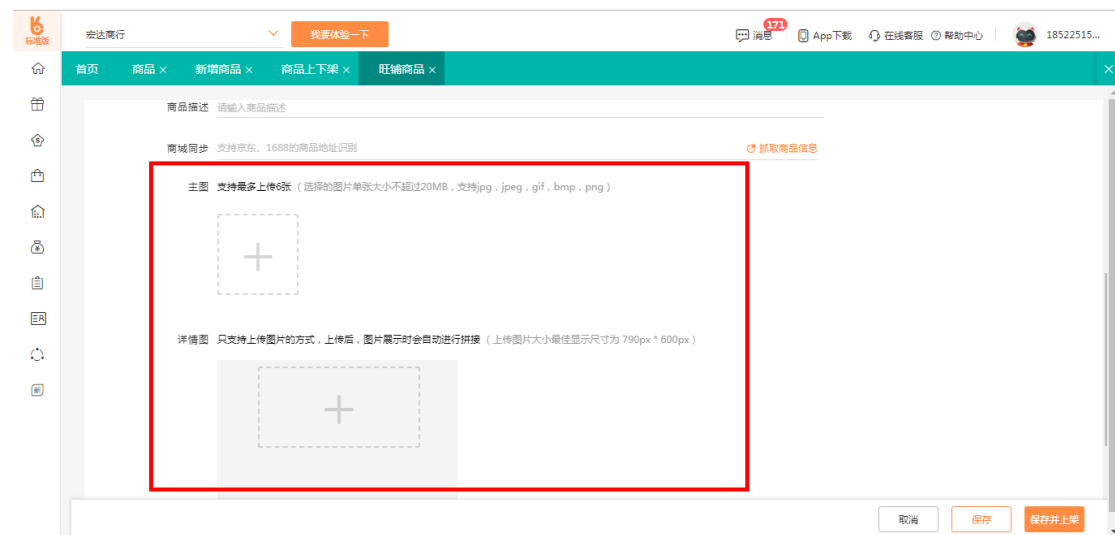 标准版
宏达商行
我要体验一下
171
消息
App下载
在线客服
帮助中心
18522515...
首页 商品 × 新增商品 × 商品上下架 × 旺铺商品 ×
商品描述 请输入商品描述
商城同步 支持京东、1688的商品地址识别 抓取商品信息
主图 支持最多上传6张(选择的图片单张大小不超过20MB,支持jpg,jpeg,gif,bmp,png)
详情图 只支持上传图片的方式,上传后,图片展示时会自动进行拼接(上传图片大小最佳显示尺寸为 790px * 600px)
取消 保存 保存并上架
新